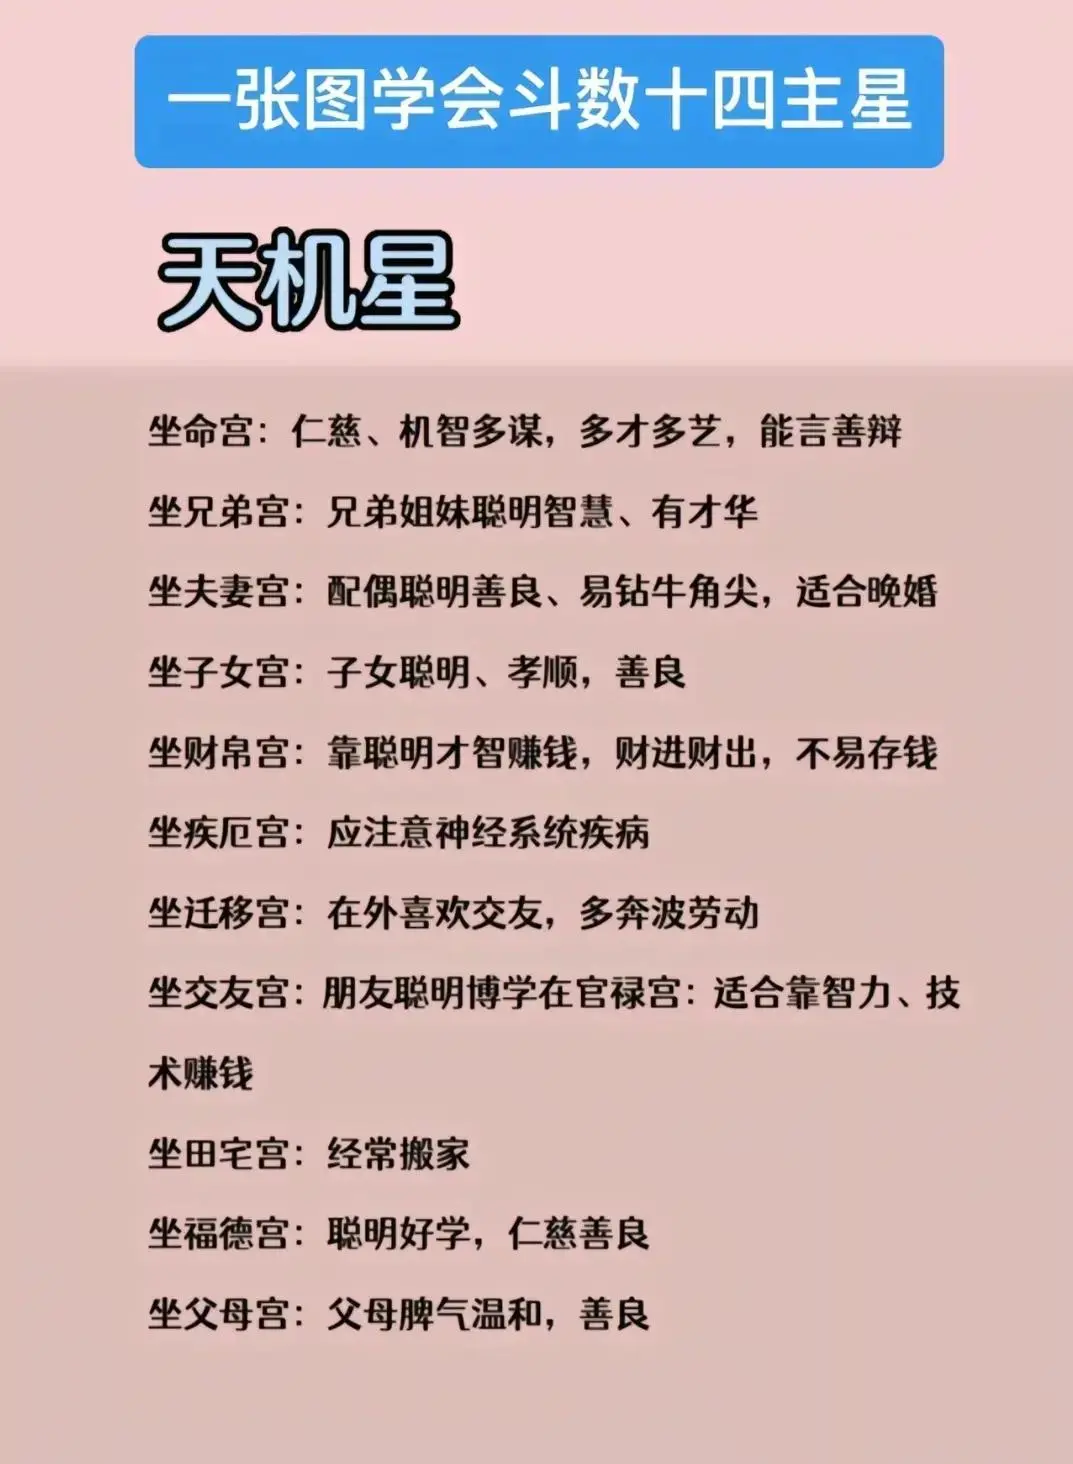 一张图学会斗数十四主星
天机星
坐命宫：仁慈、机智多谋，多才多艺，能言善辩
坐兄弟宫：兄弟姐妹聪明智慧、有才华
坐夫妻宫：配偶聪明善良、易钻牛角尖，适合晚婚
坐子女宫：子女聪明、孝顺，善良
坐财帛宫：靠聪明才智赚钱，财进财出，不易存钱
坐疾厄宫：应注意神经系统疾病
坐迁移宫：在外喜欢交友，多奔波劳动
坐交友宫：朋友聪明博学在官禄宫：适合靠智力、技
术赚钱
坐田宅宫：经常搬家
坐福德宫：聪明好学，仁慈善良
坐父母宫：父母脾气温和，善良